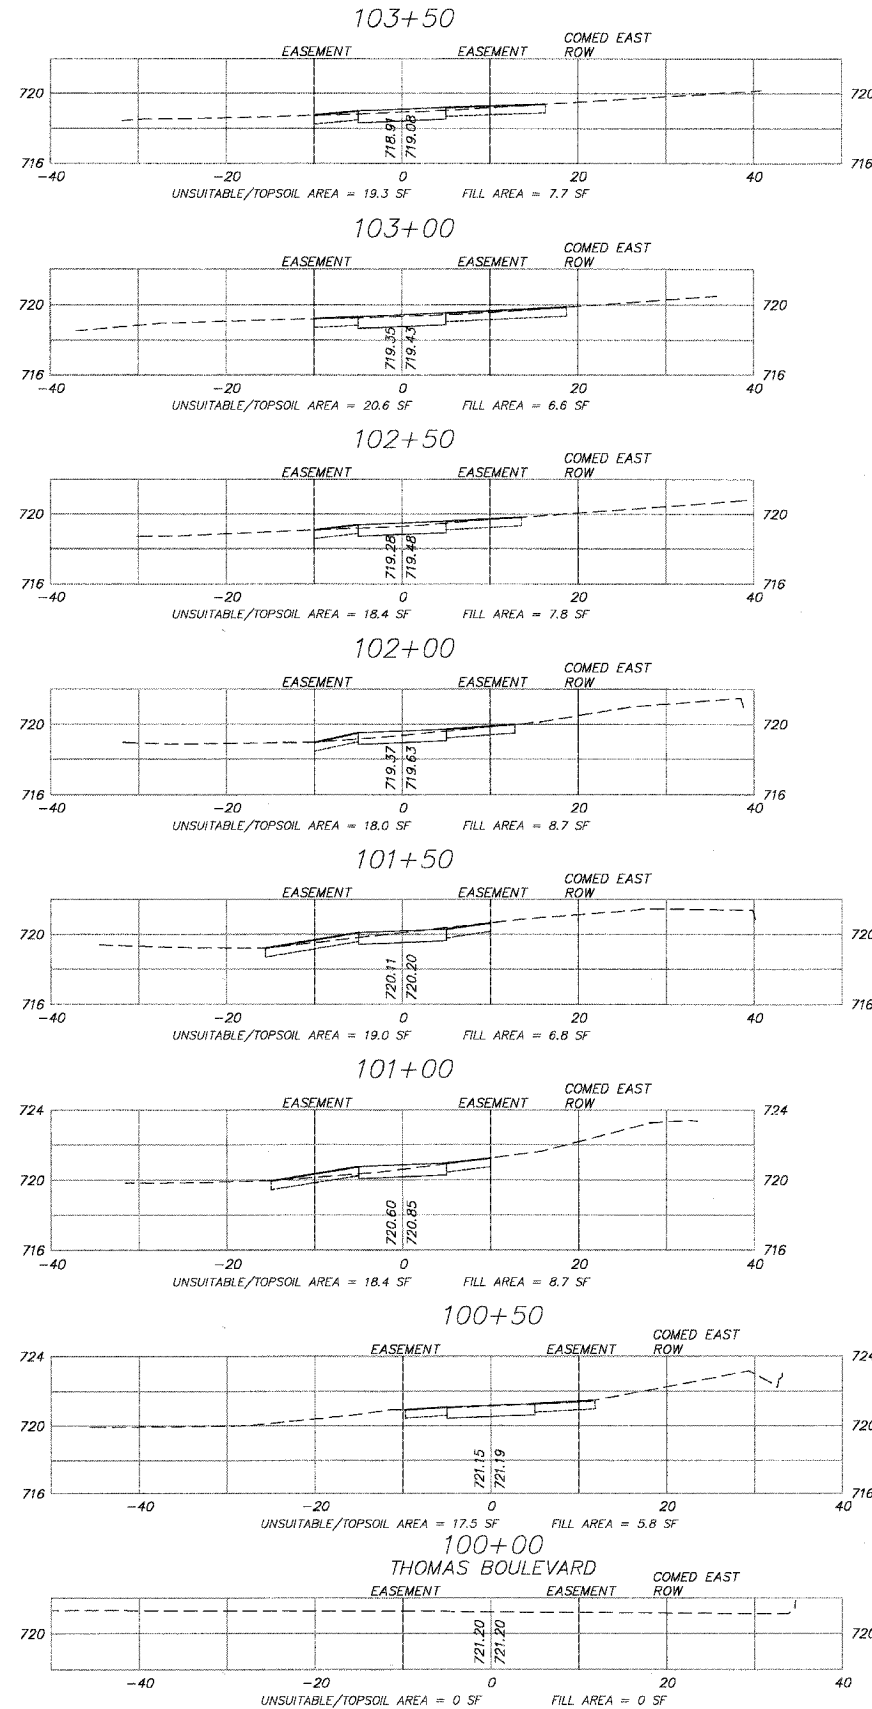 103+50
EASEMENT EASEMENT COMED EAST ROW
720 720
718.91 719.08
716 716
-40 -20 0 20 40
UNSUITABLE/TOPSOIL AREA = 19.3 SF FILL AREA = 7.7 SF
103+00
EASEMENT EASEMENT COMED EAST ROW
720 720
719.35 719.43
716 716
-40 -20 0 20 40
UNSUITABLE/TOPSOIL AREA = 20.6 SF FILL AREA = 6.6 SF
102+50
EASEMENT EASEMENT COMED EAST ROW
720 720
719.28 719.48
716 716
-40 -20 0 20 40
UNSUITABLE/TOPSOIL AREA = 18.4 SF FILL AREA = 7.8 SF
102+00
EASEMENT EASEMENT COMED EAST ROW
720 720
719.37 719.63
716 716
-40 -20 0 20 40
UNSUITABLE/TOPSOIL AREA = 18.0 SF FILL AREA = 8.7 SF
101+50
EASEMENT EASEMENT COMED EAST ROW
720 720
720.11 720.20
716 716
-40 -20 0 20 40
UNSUITABLE/TOPSOIL AREA = 19.0 SF FILL AREA = 6.8 SF
101+00
EASEMENT EASEMENT COMED EAST ROW
724 724
720 720
720.60 720.85
716 716
-40 -20 0 20 40
UNSUITABLE/TOPSOIL AREA = 18.4 SF FILL AREA = 8.7 SF
100+50
EASEMENT EASEMENT COMED EAST ROW
724 724
720 720
721.15 721.19
716 716
-40 -20 0 20 40
UNSUITABLE/TOPSOIL AREA = 17.5 SF FILL AREA = 5.8 SF
100+00
THOMAS BOULEVARD
EASEMENT EASEMENT COMED EAST ROW
720 720
721.20 721.20
-40 -20 0 20 40
UNSUITABLE/TOPSOIL AREA = 0 SF FILL AREA = 0 SF